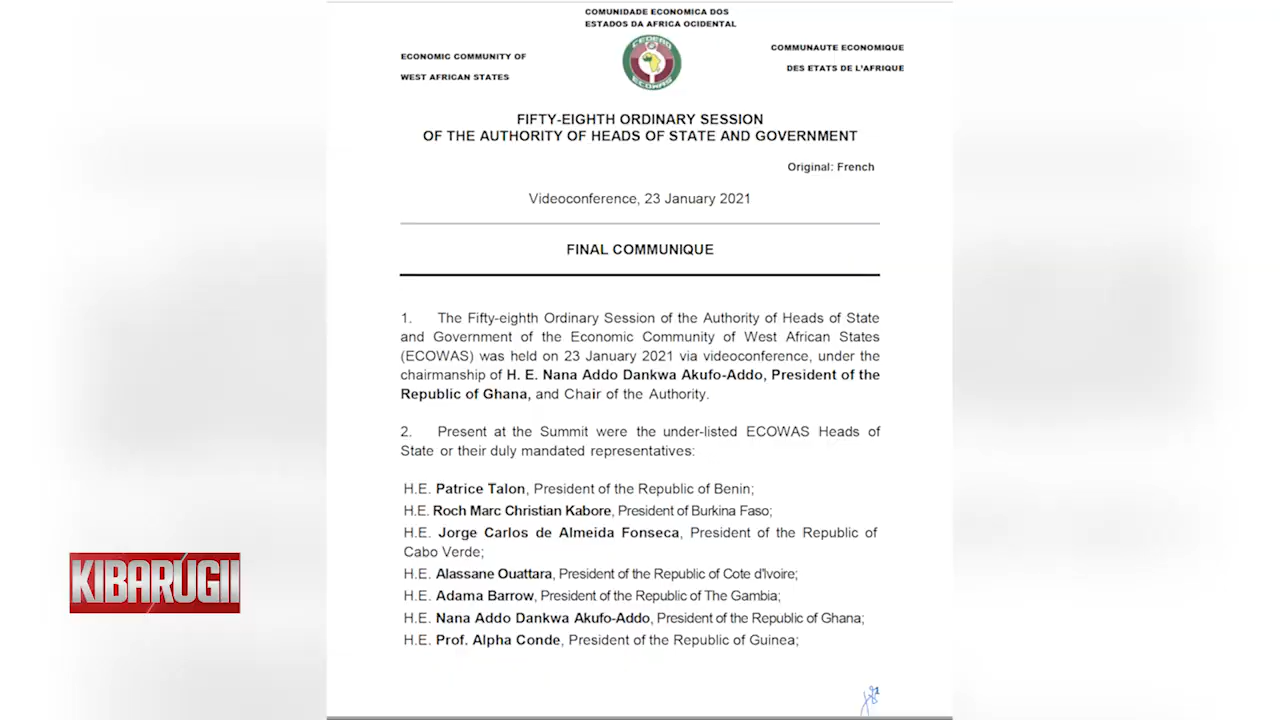 COMUNIDADE ECONOMICA DOS
ESTADOS DA AFRICA OCIDENTAL
ECONOMIC COMMUNITY OF
WEST AFRICAN STATES
CEDEAO
ECOWAS
COMMUNAUTE ECONOMIQUE
DES ETATS DE L'AFRIQUE
FIFTY-EIGHTH ORDINARY SESSION
OF THE AUTHORITY OF HEADS OF STATE AND GOVERNMENT
Original: French
Videoconference, 23 January 2021
FINAL COMMUNIQUE
1. The Fifty-eighth Ordinary Session of the Authority of Heads of State
and Government of the Economic Community of West African States
(ECOWAS) was held on 23 January 2021 via videoconference, under the
chairmanship of H. E. Nana Addo Dankwa Akufo-Addo, President of the
Republic of Ghana, and Chair of the Authority.
2. Present at the Summit were the under-listed ECOWAS Heads of
State or their duly mandated representatives:
H.E. Patrice Talon, President of the Republic of Benin;
H.E. Roch Marc Christian Kabore, President of Burkina Faso;
H.E. Jorge Carlos de Almeida Fonseca, President of the Republic of
Cabo Verde;
H.E. Alassane Ouattara, President of the Republic of Cote d'Ivoire;
H.E. Adama Barrow, President of the Republic of The Gambia;
H.E. Nana Addo Dankwa Akufo-Addo, President of the Republic of Ghana;
H.E. Prof. Alpha Conde, President of the Republic of Guinea;
1
KIBARUGII